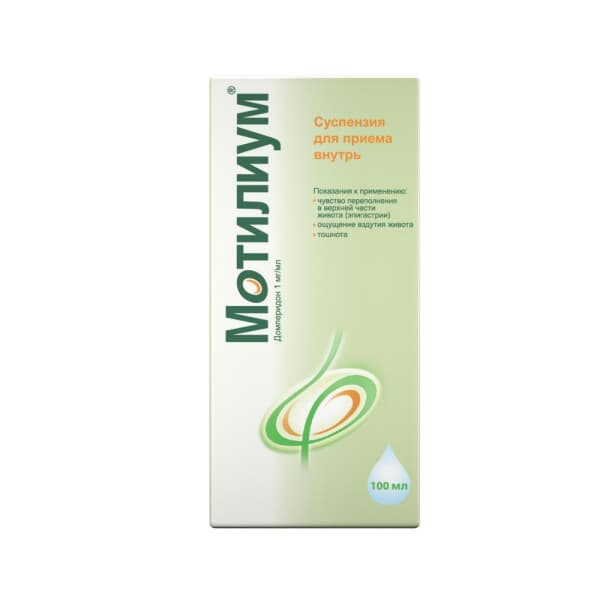 Мотилиум®
Домперидон 1 мг/мл
Суспензия
для приема
внутрь
Показания к применению:
• чувство переполнения
в верхней части
живота (эпигастрии)
• ощущение вздутия живота
• тошнота
100 мл